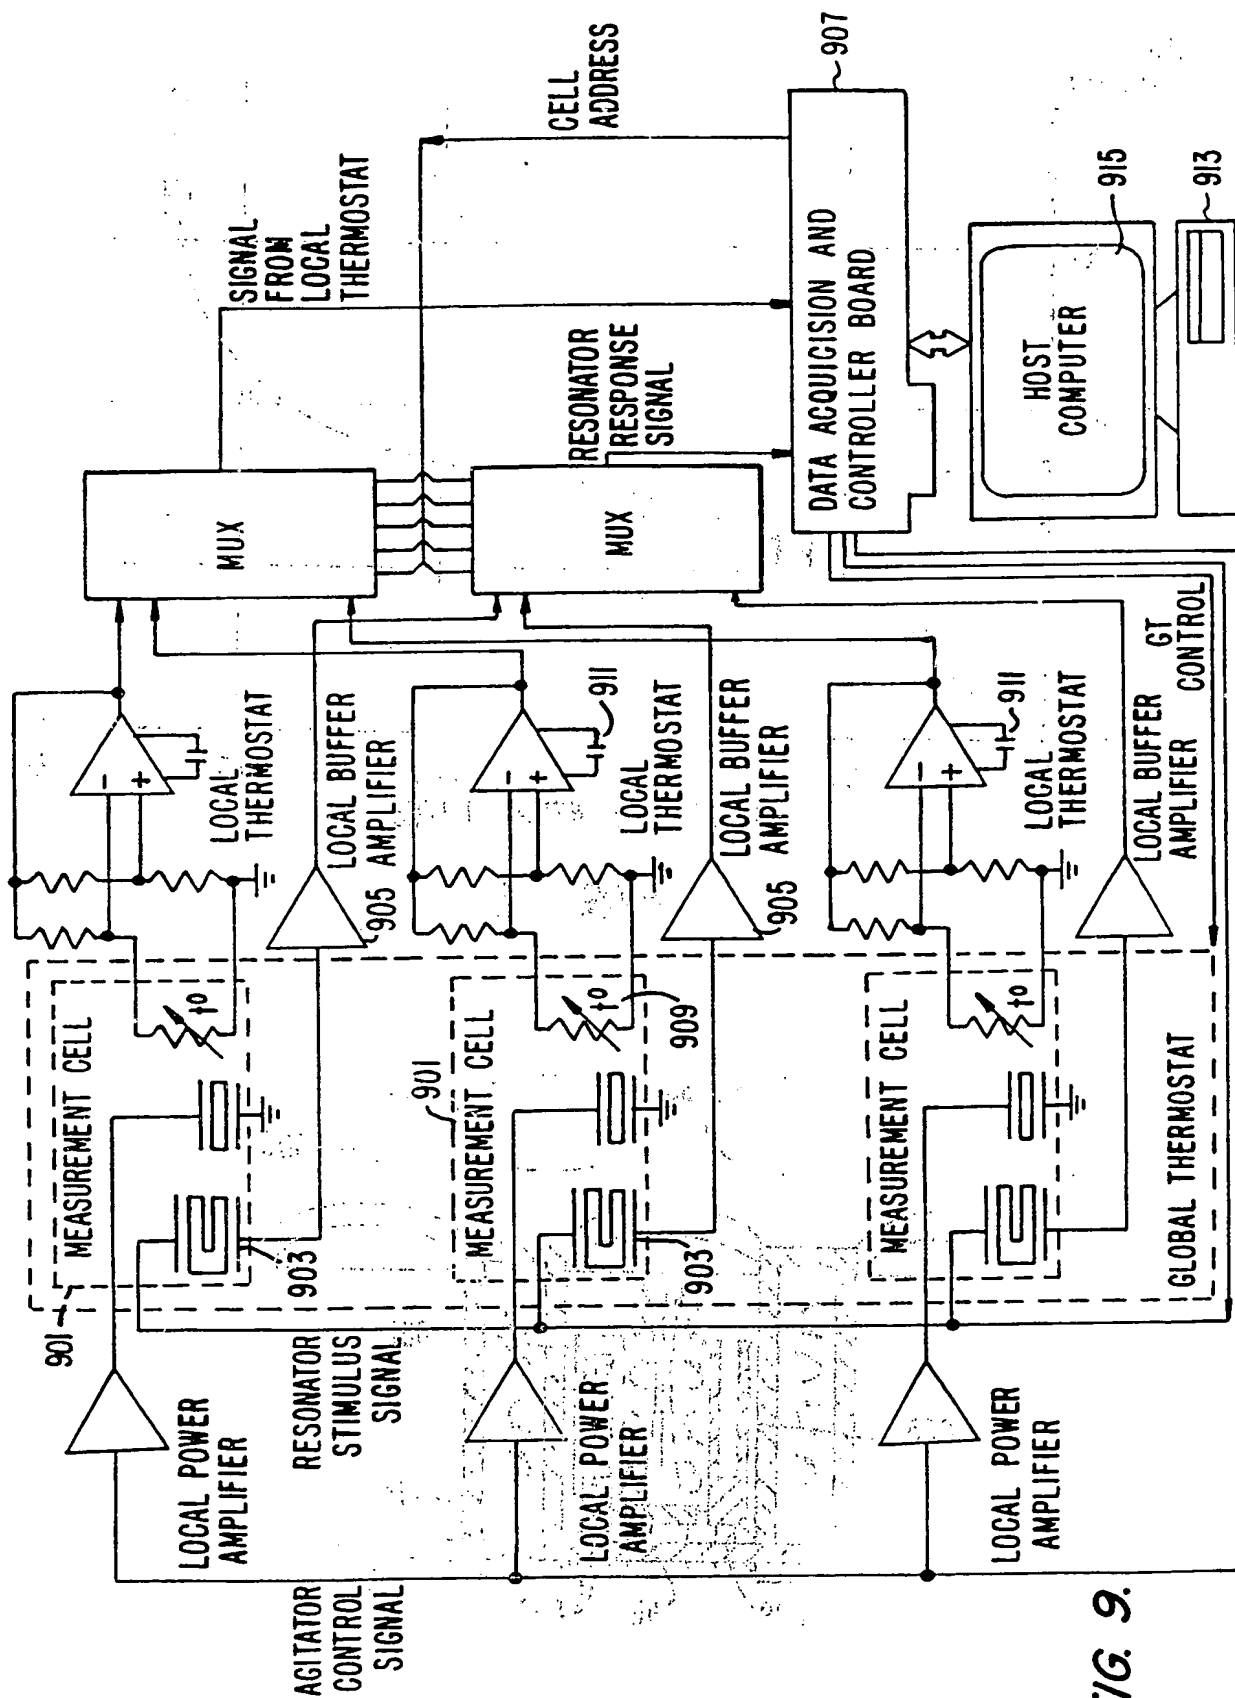 AGITATOR
CONTROL
SIGNAL
LOCAL POWER
AMPLIFIER
RESONATOR
STIMULUS
SIGNAL
LOCAL POWER
AMPLIFIER
LOCAL POWER
AMPLIFIER
901
MEASUREMENT CELL
903
t°
901
MEASUREMENT CELL
903
t°
909
MEASUREMENT CELL
t°
GLOBAL THERMOSTAT
-
+
LOCAL
THERMOSTAT
LOCAL BUFFER
AMPLIFIER
905
-
+
911
LOCAL
THERMOSTAT
LOCAL BUFFER
AMPLIFIER
905
-
+
911
LOCAL
THERMOSTAT
LOCAL BUFFER
AMPLIFIER
GT
CONTROL
MUX
MUX
SIGNAL
FROM
LOCAL
THERMOSTAT
RESONATOR
RESPONSE
SIGNAL
CELL
ADDRESS
DATA ACQUICISION AND
CONTROLLER BOARD
907
HOST
COMPUTER
915
913
FIG. 9.